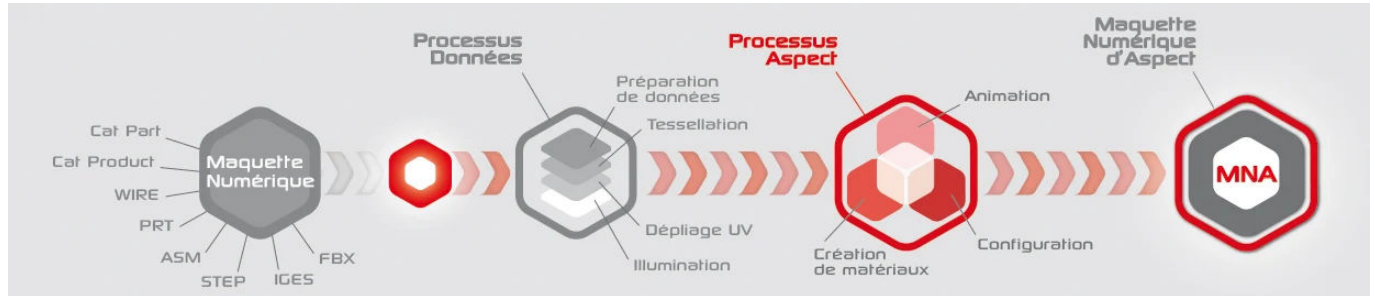 Cat Part
Cat Product
WIRE
PRT
ASM
STEP
IGES
FBX
Maquette
Numérique
Processus
Données
Préparation
de données
Tessellation
Dépliage UV
Illumination
Processus
Aspect
Animation
Création
de matériaux
Configuration
Maquette
Numérique
d'Aspect
MNA